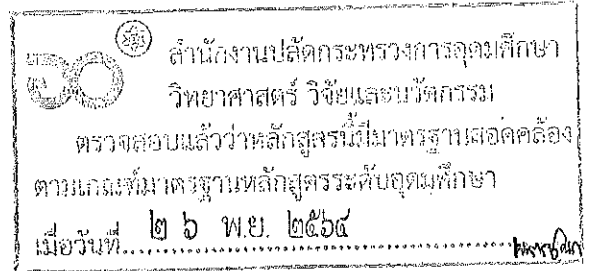 สำนักงานปลัดกระทรวงการอุดมศึกษา
วิทยาศาสตร์ วิจัยและนวัตกรรม
ตรวจสอบแล้วว่าหลักสูตรนี้มีมาตรฐานสอดคล้อง
ตามเกณฑ์มาตรฐานหลักสูตรระดับอุดมศึกษา
เมื่อวันที่ ๒๖ พ.ย. ๒๕๖๔